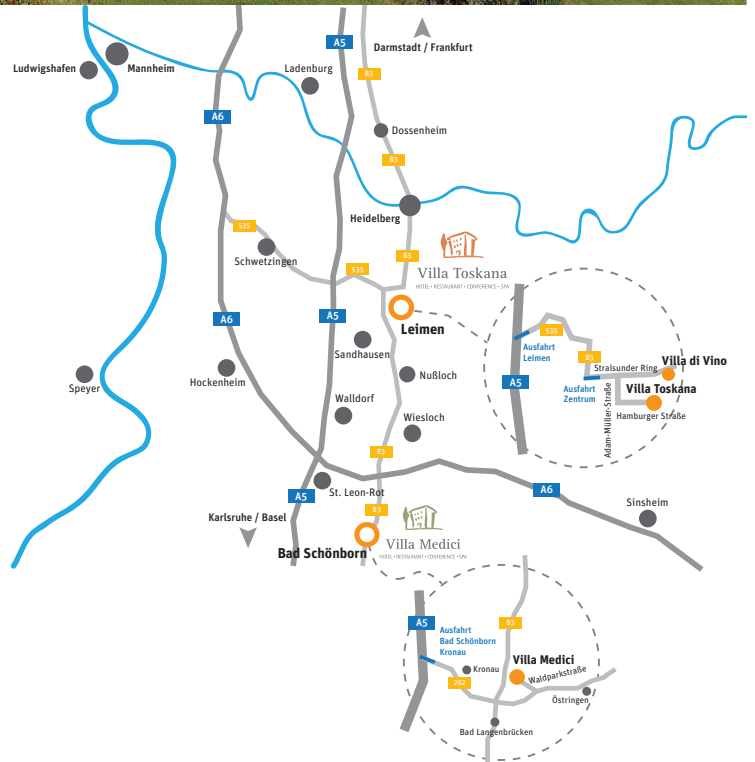 A5
Darmstadt / Frankfurt
Ludwigshafen
Mannheim
Ladenburg
B3
A6
Dossenheim
B3
Heidelberg
535
Schwetzingen
B3
535
Villa Toskana
HOTEL • RESTAURANT • CONFERENCE • SPA
A6
A5
Leimen
Sandhausen
Hockenheim
Speyer
Nußloch
Walldorf
Wiesloch
535
Ausfahrt
Leimen
B3
Stralsunder Ring
Villa di Vino
A5
Ausfahrt
Zentrum
Villa Toskana
Adam-Müller-Straße
Hamburger Straße
B3
A6
St. Leon-Rot
A5
Sinsheim
Karlsruhe / Basel
B3
Villa Medici
HOTEL • RESTAURANT • CONFERENCE • SPA
Bad Schönborn
A5
Ausfahrt
Bad Schönborn
Kronau
B3
Villa Medici
Kronau
Waldparkstraße
292
Östringen
Bad Langenbrücken